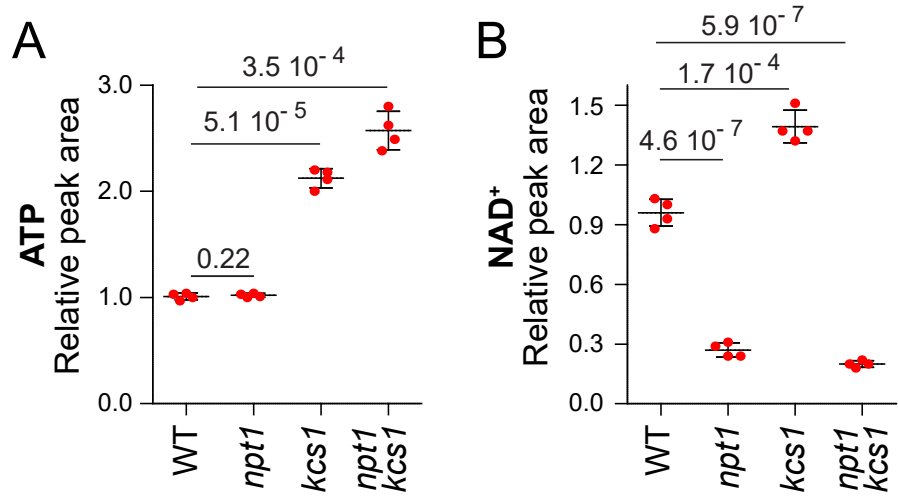 A
ATP
Relative peak area
3.0
2.0
1.0
0.0
3.5 10⁻⁴
5.1 10⁻⁵
0.22
WT
npt1
kcs1
npt1
kcs1
B
NAD⁺
Relative peak area
1.5
1.2
0.9
0.6
0.3
0.0
5.9 10⁻⁷
1.7 10⁻⁴
4.6 10⁻⁷
WT
npt1
kcs1
npt1
kcs1